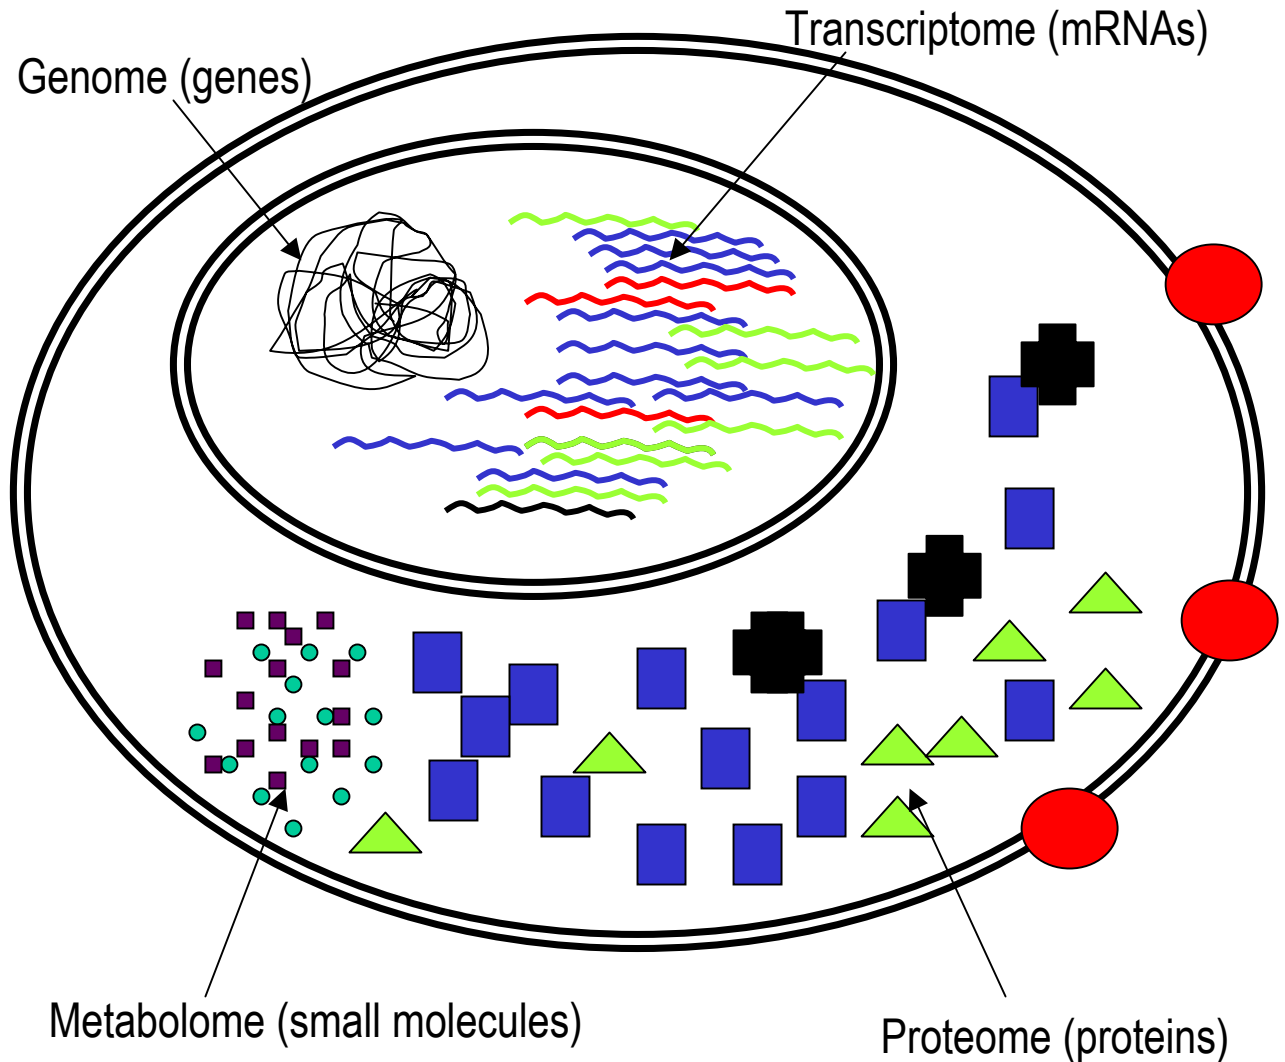 Transcriptome (mRNAs)
Genome (genes)
Metabolome (small molecules)
Proteome (proteins)